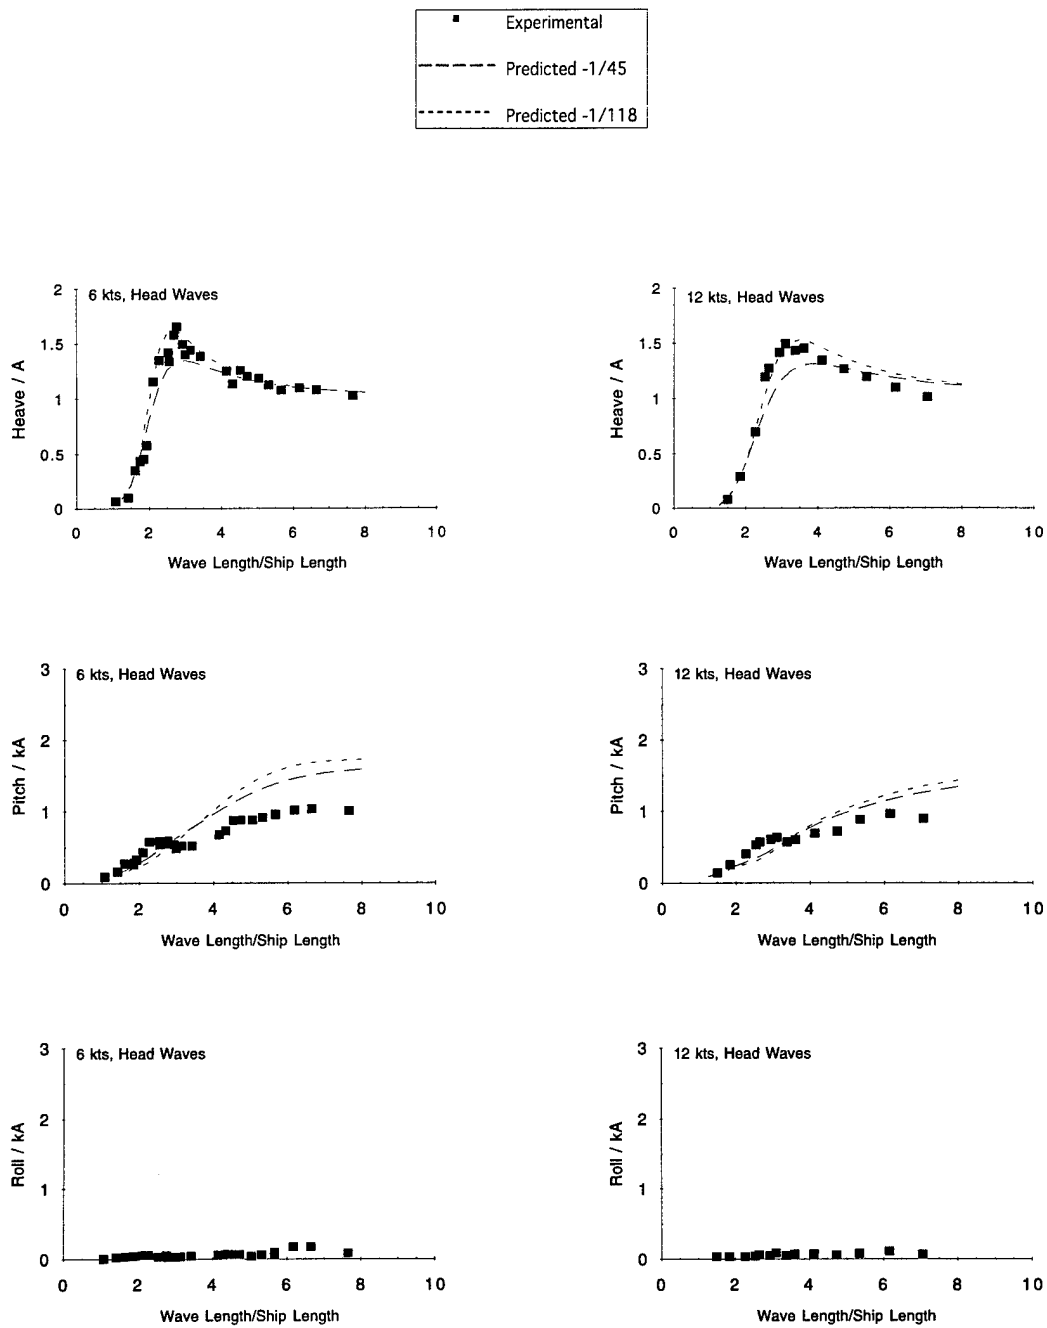 Experimental
Predicted -1/45
Predicted -1/118
6 kts, Head Waves
2
1.5
1
0.5
0
Heave / A
0 2 4 6 8 10
Wave Length/Ship Length
12 kts, Head Waves
2
1.5
1
0.5
0
Heave / A
0 2 4 6 8 10
Wave Length/Ship Length
6 kts, Head Waves
3
2
1
0
Pitch / kA
0 2 4 6 8 10
Wave Length/Ship Length
12 kts, Head Waves
3
2
1
0
Pitch / kA
0 2 4 6 8 10
Wave Length/Ship Length
6 kts, Head Waves
3
2
1
0
Roll / kA
0 2 4 6 8 10
Wave Length/Ship Length
12 kts, Head Waves
3
2
1
0
Roll / kA
0 2 4 6 8 10
Wave Length/Ship Length